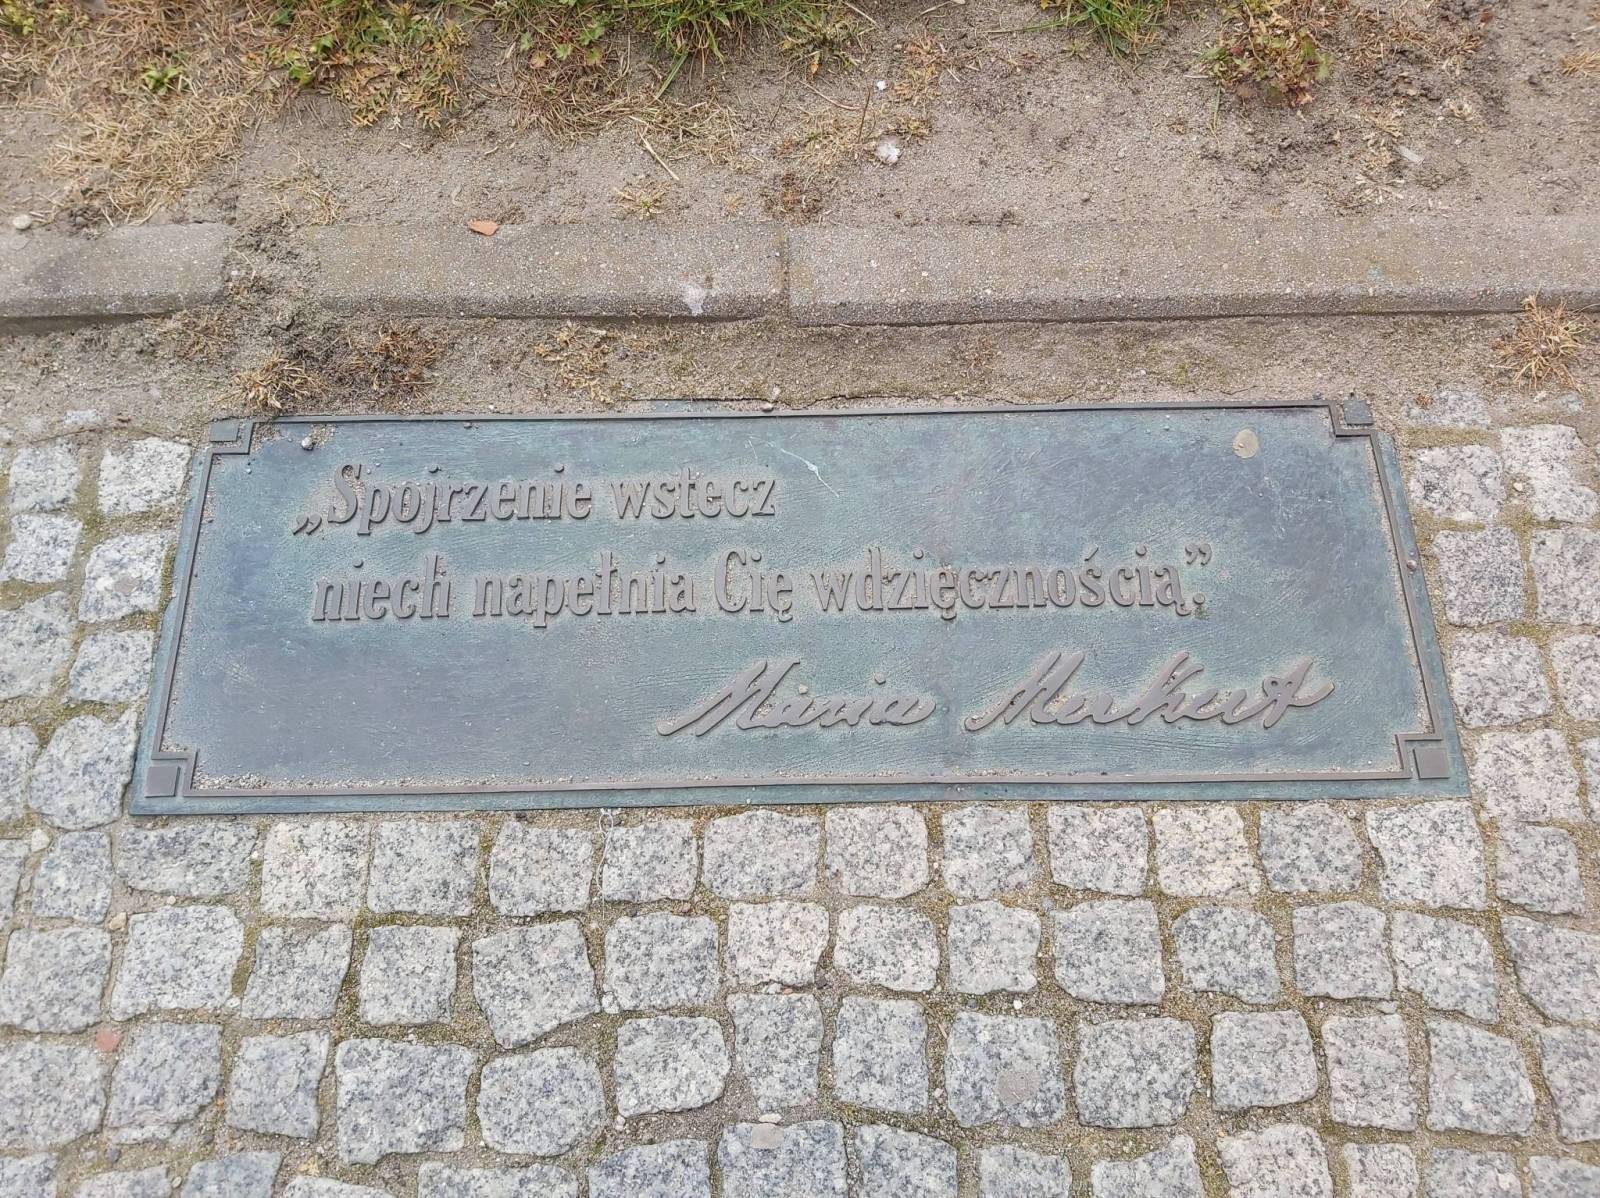 „Spojrzenie wstecz
niech napełnia Cię wdzięcznością.”
Maria Merkert